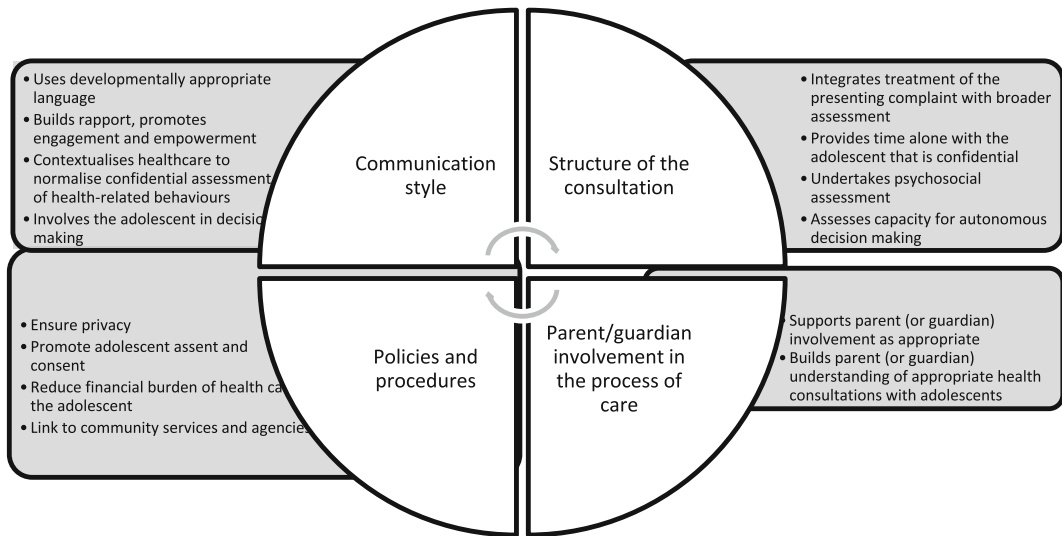 • Uses developmentally appropriate
language
• Builds rapport, promotes
engagement and empowerment
• Contextualises healthcare to
normalise confidential assessment
of health-related behaviours
• Involves the adolescent in decisio
making
Communication
style
Structure of the
consultation
• Integrates treatment of the
presenting complaint with broader
assessment
• Provides time alone with the
adolescent that is confidential
• Undertakes psychosocial
assessment
• Assesses capacity for autonomous
decision making
• Ensure privacy
• Promote adolescent assent and
consent
• Reduce financial burden of health ca
the adolescent
• Link to community services and agencies
Policies and
procedures
Parent/guardian
involvement in
the process of
care
• Supports parent (or guardian)
involvement as appropriate
• Builds parent (or guardian)
understanding of appropriate health
consultations with adolescents